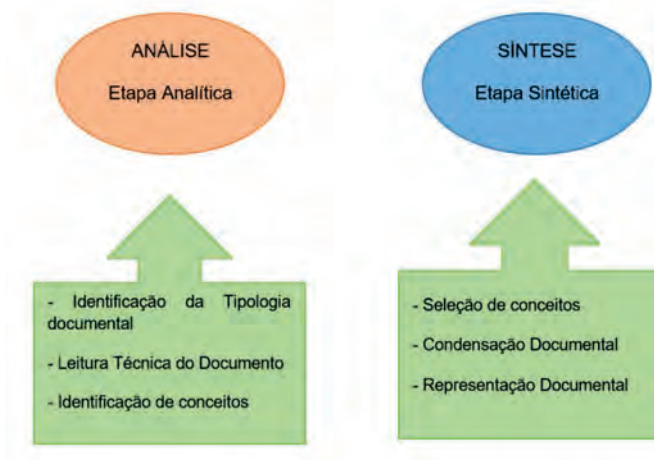 ANÁLISE
Etapa Analítica
- Identificação da Tipologia
documental
- Leitura Técnica do Documento
- Identificação de conceitos
SÍNTESE
Etapa Sintética
- Seleção de conceitos
- Condensação Documental
- Representação Documental